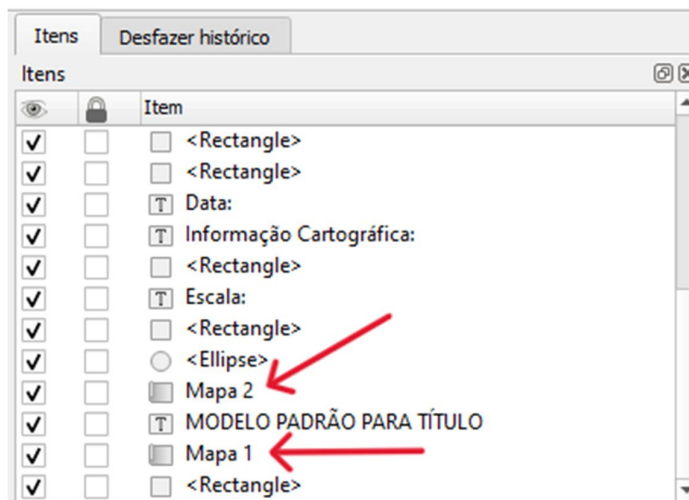 Itens Desfazer histórico
Itens
Item
<Rectangle>
<Rectangle>
T Data:
T Informação Cartográfica:
<Rectangle>
T Escala:
<Rectangle>
<Ellipse>
Mapa 2
T MODELO PADRÃO PARA TÍTULO
Mapa 1
<Rectangle>